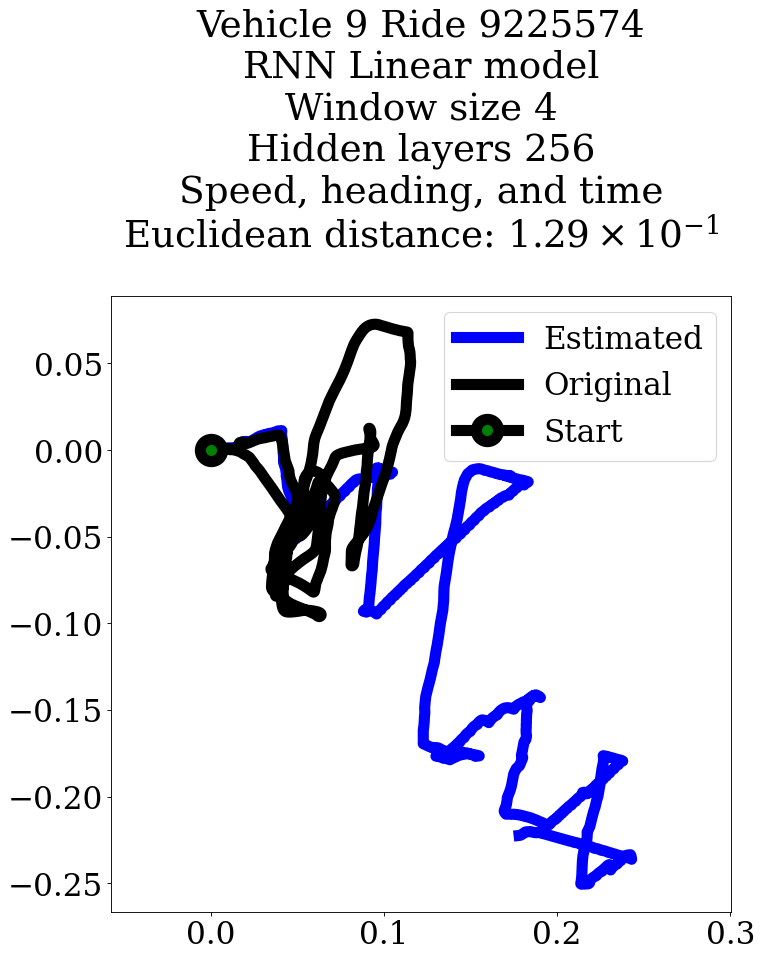 Vehicle 9 Ride 9225574
RNN Linear model
Window size 4
Hidden layers 256
Speed, heading, and time
Euclidean distance: 1.29 × 10⁻¹
Estimated
Original
Start
0.05
0.00
−0.05
−0.10
−0.15
−0.20
−0.25
0.0 0.1 0.2 0.3